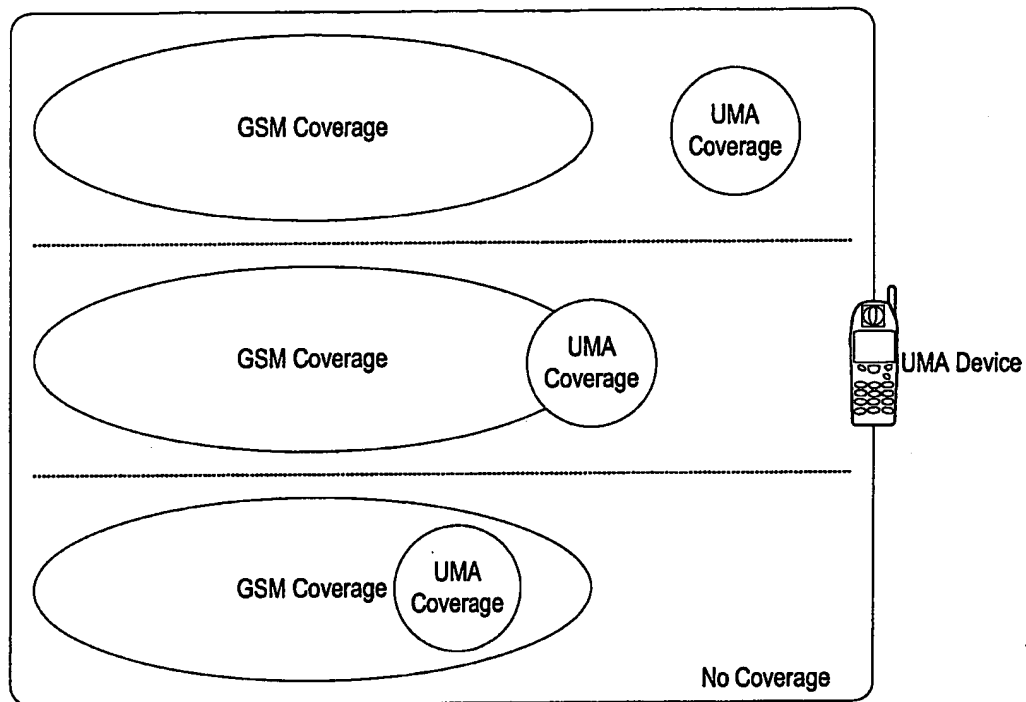 GSM Coverage
UMA
Coverage
GSM Coverage
UMA
Coverage
UMA Device
GSM Coverage
UMA
Coverage
No Coverage